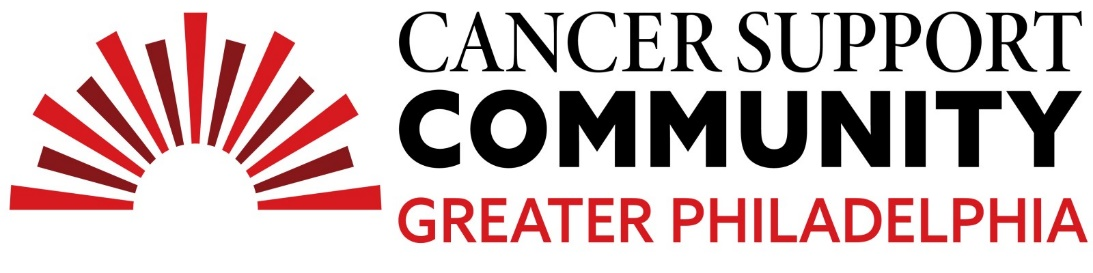 CANCER SUPPORT
COMMUNITY
GREATER PHILADELPHIA